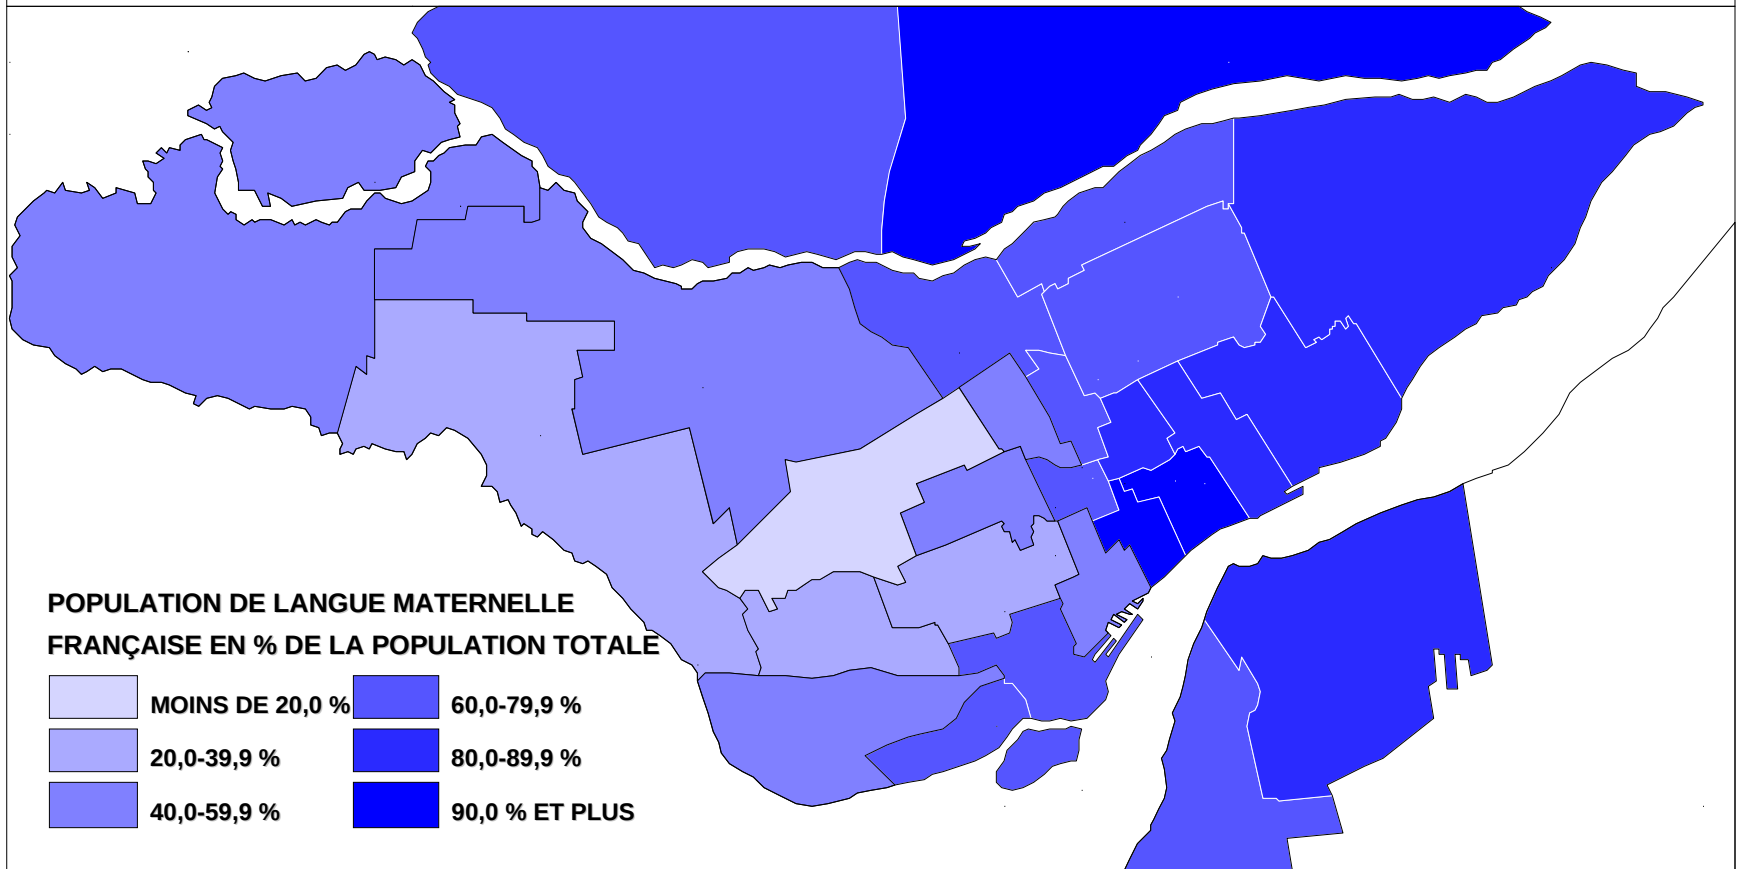 POPULATION DE LANGUE MATERNELLE
FRANÇAISE EN % DE LA POPULATION TOTALE
MOINS DE 20,0 %
20,0-39,9 %
40,0-59,9 %
60,0-79,9 %
80,0-89,9 %
90,0 % ET PLUS